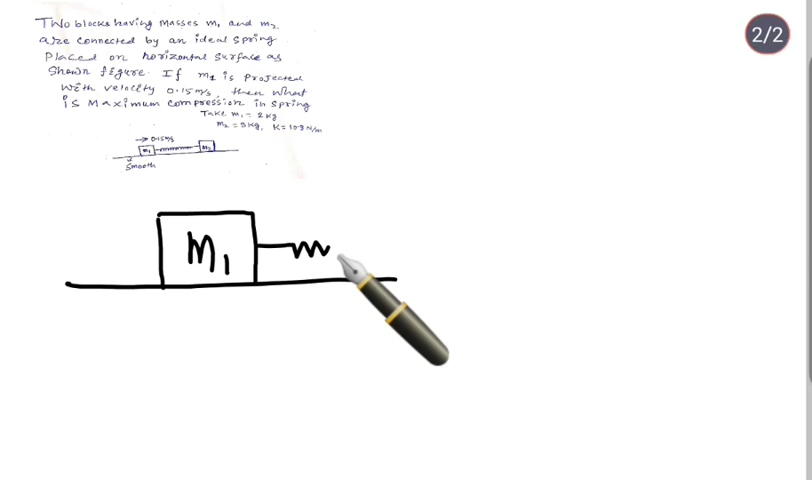 Two blocks having masses m1 and m2
are connected by an ideal spring
Placed on horizontal surface as
Shown figure. If m1 is projected
with velocity 0.15 m/s, then what
is Maximum compression in spring
Take m1 = 2 kg
m2 = 3 kg, K = 10.8 N/m
→ 0.15 m/s
m1 m2
Smooth
M1
2/2